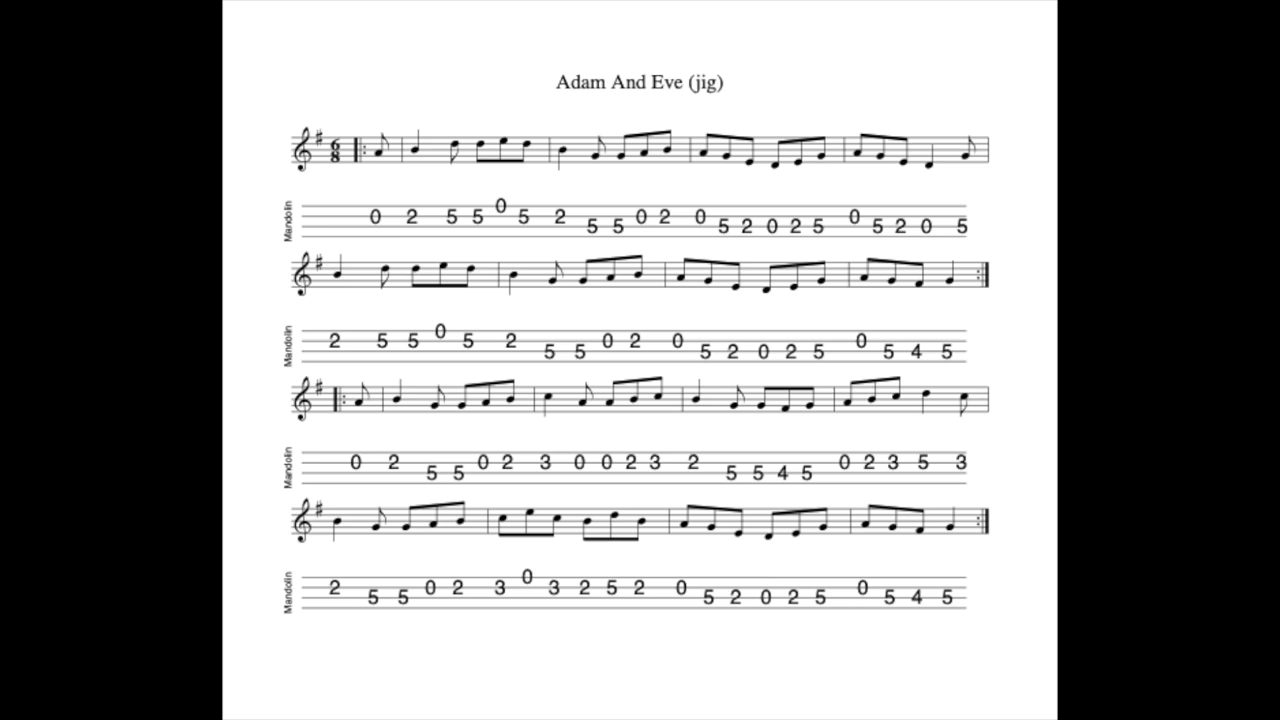 Adam And Eve (jig)
6
8
Mandolin 0 2 5 5 0 5 2 5 5 0 2 0 5 2 0 2 5 0 5 2 0 5
Mandolin 2 5 5 0 5 2 5 5 0 2 0 5 2 0 2 5 0 5 4 5
Mandolin 0 2 5 5 0 2 3 0 0 2 3 2 5 5 4 5 0 2 3 5 3
Mandolin 2 5 5 0 2 3 0 3 2 5 2 0 5 2 0 2 5 0 5 4 5